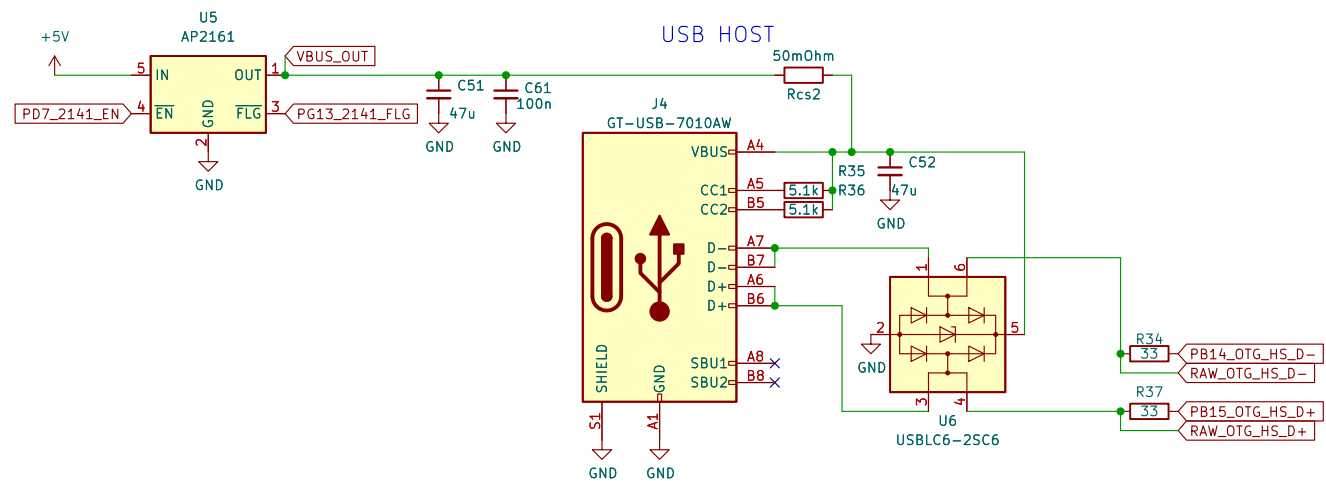 USB HOST
U5
AP2161
+5V
5
IN
OUT
1
VBUS_OUT
PD7_2141_EN
4
EN
GND
FLG
3
PG13_2141_FLG
2
GND
C51
47u
GND
C61
100n
GND
50mOhm
Rcs2
J4
GT-USB-7010AW
VBUS
A4
CC1
A5
5.1k
R35
CC2
B5
5.1k
R36
C52
47u
GND
D-
A7
D-
B7
D+
A6
D+
B6
SBU1
A8
SBU2
B8
SHIELD
GND
S1
A1
GND
GND
1
6
2
5
GND
3
4
U6
USBLC6-2SC6
R34
33
PB14_OTG_HS_D-
RAW_OTG_HS_D-
R37
33
PB15_OTG_HS_D+
RAW_OTG_HS_D+